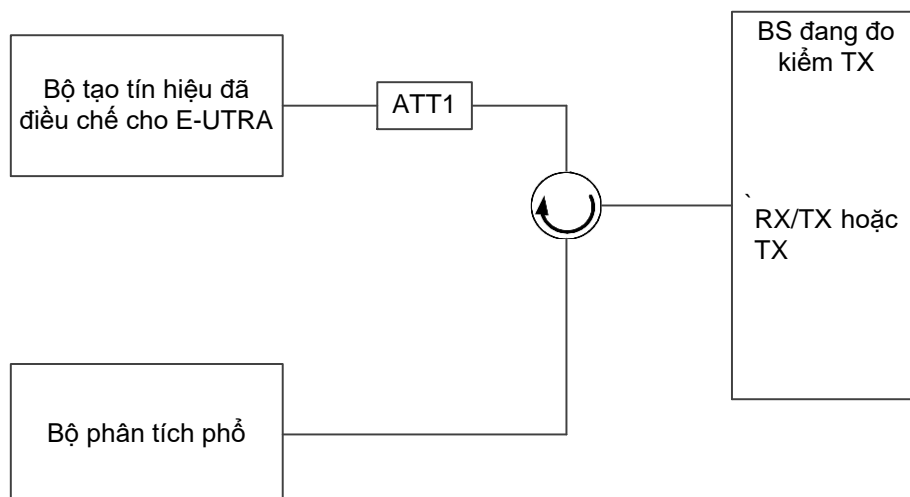 Bộ tạo tín hiệu đã
điều chế cho E-UTRA
ATT1
BS đang đo
kiểm TX
`
RX/TX hoặc
TX
Bộ phân tích phổ